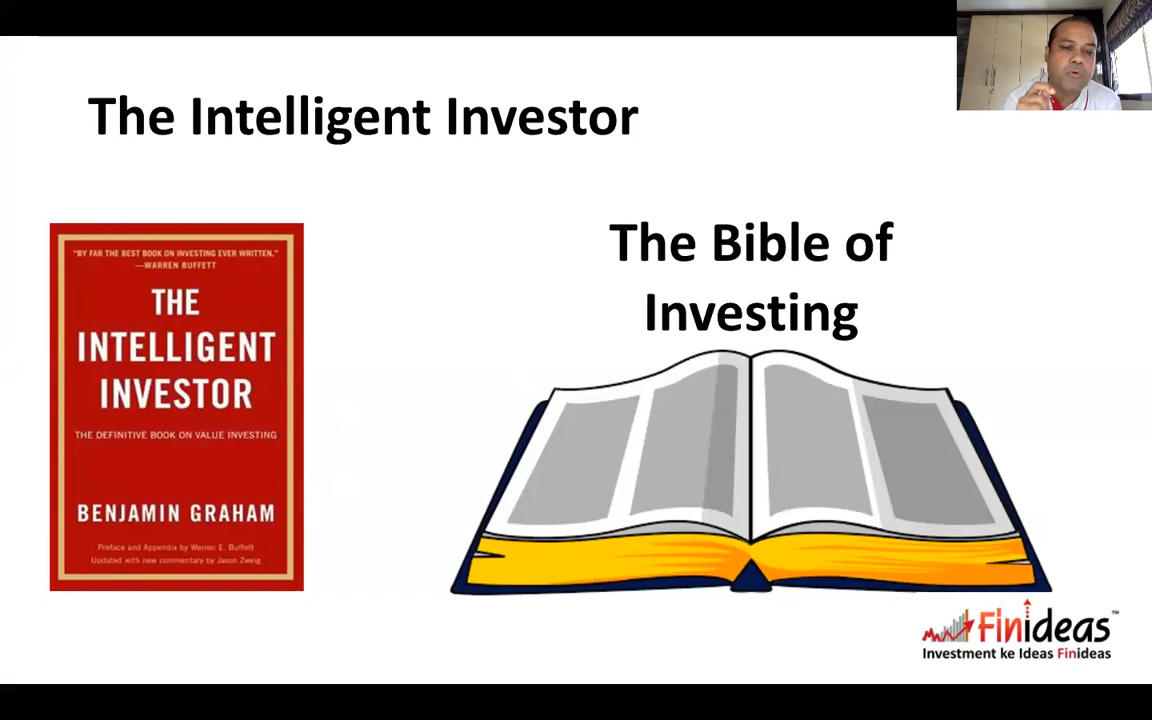 The Intelligent Investor
"BY FAR THE BEST BOOK ON INVESTING EVER WRITTEN."
—WARREN BUFFETT
THE
INTELLIGENT
INVESTOR
THE DEFINITIVE BOOK ON VALUE INVESTING
BENJAMIN GRAHAM
Preface and Appendix by Warren E. Buffett
Updated with new commentary by Jason Zweig
The Bible of
Investing
Finideas™
Investment ke Ideas Finideas